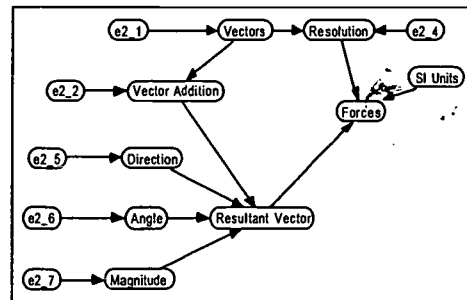 e2_1 Vectors Resolution e2_4
SI Units
e2_2 Vector Addition
Forces
e2_5 Direction
e2_6 Angle Resultant Vector
e2_7 Magnitude